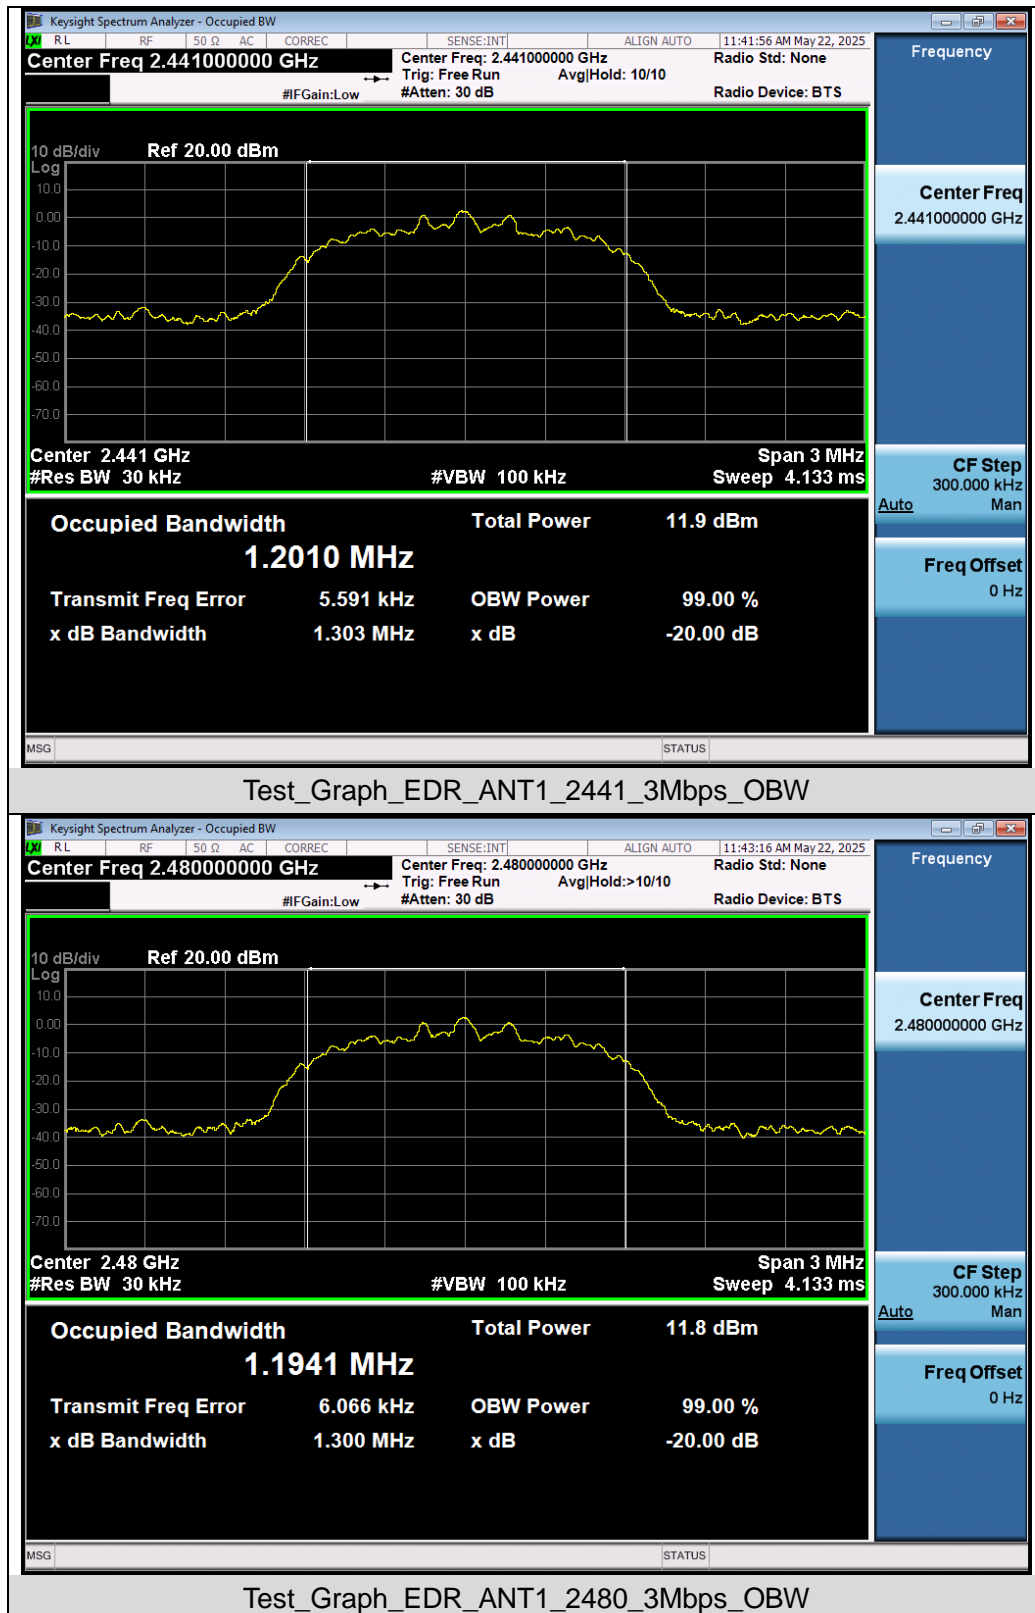 Keysight Spectrum Analyzer - Occupied BW
LXI RL RF 50 Ω AC CORREC SENSE:INT ALIGN AUTO 11:41:56 AM May 22, 2025
Center Freq 2.441000000 GHz Center Freq: 2.441000000 GHz Radio Std: None Frequency
Trig: Free Run Avg|Hold: 10/10
#IFGain:Low #Atten: 30 dB Radio Device: BTS
10 dB/div Ref 20.00 dBm
Log
10.0
0.00
-10.0
-20.0
-30.0
-40.0
-50.0
-60.0
-70.0
Center Freq
2.441000000 GHz
Center 2.441 GHz Span 3 MHz
#Res BW 30 kHz #VBW 100 kHz Sweep 4.133 ms
CF Step
300.000 kHz
Auto Man
Occupied Bandwidth Total Power 11.9 dBm
1.2010 MHz
Freq Offset
0 Hz
Transmit Freq Error 5.591 kHz OBW Power 99.00 %
x dB Bandwidth 1.303 MHz x dB -20.00 dB
MSG STATUS
Test_Graph_EDR_ANT1_2441_3Mbps_OBW
Keysight Spectrum Analyzer - Occupied BW
LXI RL RF 50 Ω AC CORREC SENSE:INT ALIGN AUTO 11:43:16 AM May 22, 2025
Center Freq 2.480000000 GHz Center Freq: 2.480000000 GHz Radio Std: None Frequency
Trig: Free Run Avg|Hold:>10/10
#IFGain:Low #Atten: 30 dB Radio Device: BTS
10 dB/div Ref 20.00 dBm
Log
10.0
0.00
-10.0
-20.0
-30.0
-40.0
-50.0
-60.0
-70.0
Center Freq
2.480000000 GHz
Center 2.48 GHz Span 3 MHz
#Res BW 30 kHz #VBW 100 kHz Sweep 4.133 ms
CF Step
300.000 kHz
Auto Man
Occupied Bandwidth Total Power 11.8 dBm
1.1941 MHz
Freq Offset
0 Hz
Transmit Freq Error 6.066 kHz OBW Power 99.00 %
x dB Bandwidth 1.300 MHz x dB -20.00 dB
MSG STATUS
Test_Graph_EDR_ANT1_2480_3Mbps_OBW